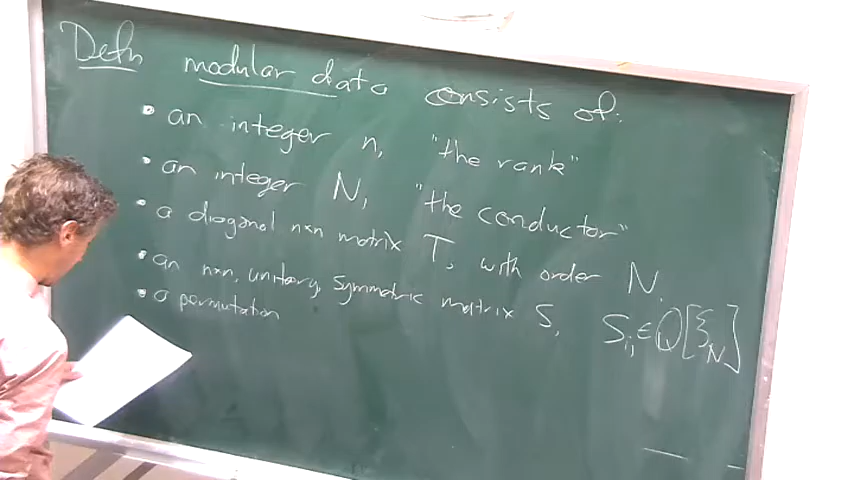 Defn modular data consists of:
• an integer n, "the rank"
• an integer N, "the conductor"
• a diagonal n×n matrix T, with order N.
• an n×n, unitary, symmetric matrix S, S_ij ∈ Q[ξ_N]
• a permutation